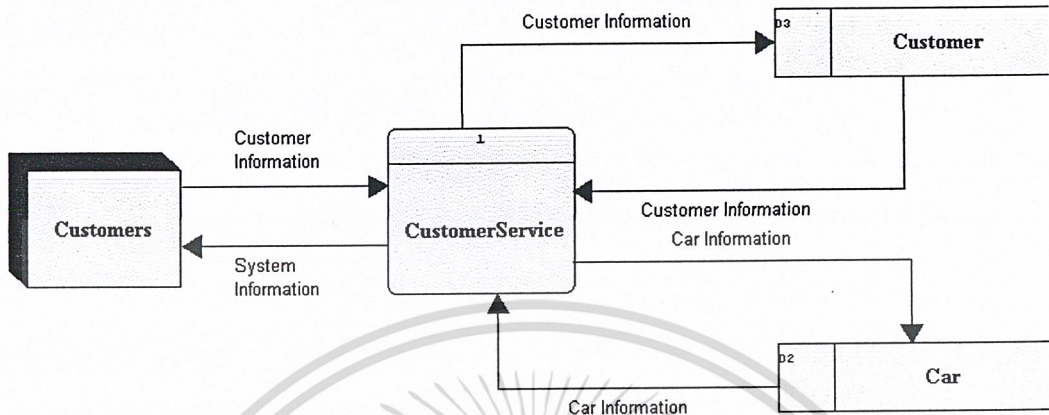 Customer Information
D3
Customer
Customer
Information
1
Customers
CustomerService
Customer Information
Car Information
System
Information
D2
Car
Car Information